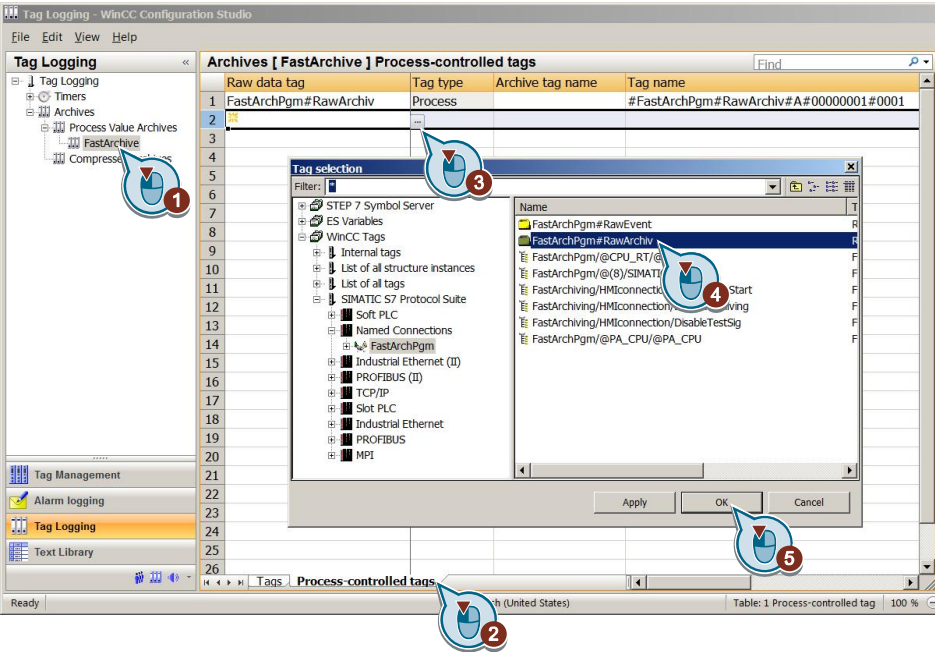 Tag Logging - WinCC Configuration Studio
File Edit View Help
Tag Logging «
Archives [ FastArchive ] Process-controlled tags
Find
Tag Logging
Timers
Archives
Process Value Archives
FastArchive
Compresse
Raw data tag Tag type Archive tag name Tag name
1 FastArchPgm#RawArchiv Process #FastArchPgm#RawArchiv#A#00000001#0001
2 ...
3
4
5
6
7
8
9
10
11
12
13
14
15
16
17
18
19
20
21
22
23
24
25
26
1
3
Tag selection
Filter: *
STEP 7 Symbol Server
ES Variables
WinCC Tags
Internal tags
List of all structure instances
List of all tags
SIMATIC S7 Protocol Suite
Soft PLC
Named Connections
FastArchPgm
Industrial Ethernet (II)
PROFIBUS (II)
TCP/IP
Slot PLC
Industrial Ethernet
PROFIBUS
MPI
Name T
FastArchPgm#RawEvent R
FastArchPgm#RawArchiv R
FastArchPgm/@CPU_RT/@ F
FastArchPgm/@(8)/SIMATI F
FastArchiving/HMIconnectio _Start F
FastArchiving/HMIconnection/ iving F
FastArchiving/HMIconnection/DisableTestSig F
FastArchPgm/@PA_CPU/@PA_CPU F
4
Apply OK Cancel
5
Tag Management
Alarm logging
Tag Logging
Text Library
Tags Process-controlled tags
Ready h (United States) Table: 1 Process-controlled tag 100 %
2